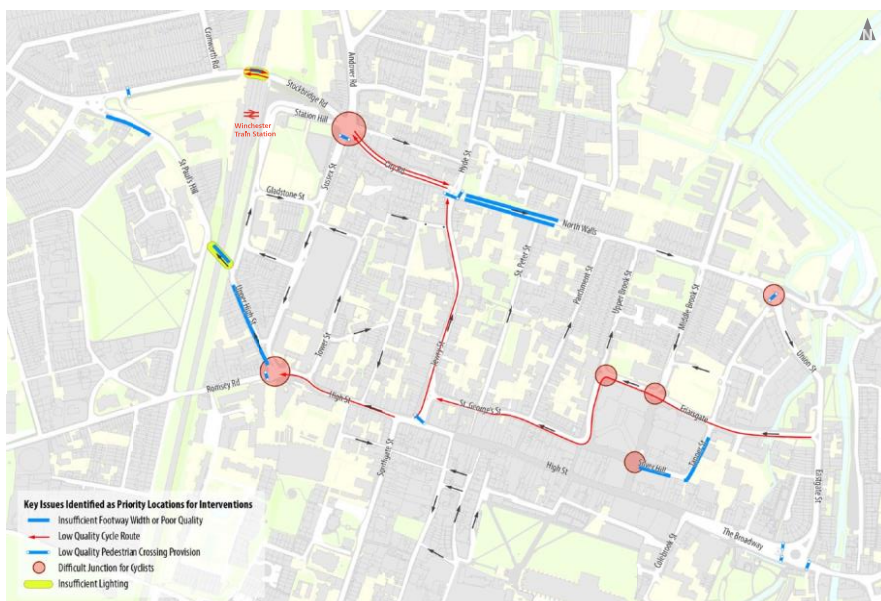 Cranworth Rd
N
Andover Rd
Stockbridge Rd
Station Hill
Winchester
Train Station
City Rd
Hyde St
St Paul's Hill
Sussex St
Gladstone St
North Walls
St. Peter St
Parchment St
Upper Brook St
Middle Brook St
Union St
Upper High St
Tower St
Jewry St
Romsey Rd
High St
St. George's St
Friarsgate
Southgate St
High St
Silver Hill
Tanner St
Eastgate St
Colebrook St
The Broadway
Key Issues Identified as Priority Locations for Interventions
Insufficient Footway Width or Poor Quality
Low Quality Cycle Route
Low Quality Pedestrian Crossing Provision
Difficult Junction for Cyclists
Insufficient Lighting